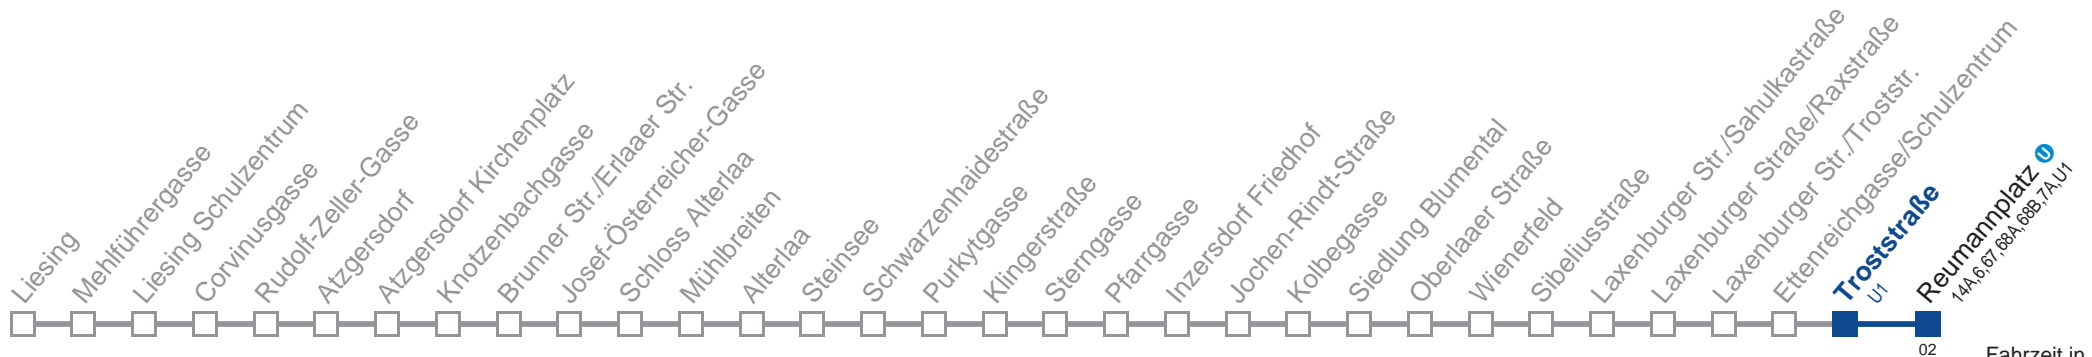 Liesing
Mehlführergasse
Liesing Schulzentrum
Corvinusgasse
Rudolf-Zeller-Gasse
Atzgersdorf
Atzgersdorf Kirchenplatz
Knotzenbachgasse
Brunner Str./Erlaaer Str.
Josef-Österreicher-Gasse
Schloss Alterlaa
Mühlbreiten
Alterlaa
Steinsee
Schwarzenhaidestraße
Purkytgasse
Klingerstraße
Sterngasse
Pfarrgasse
Inzersdorf Friedhof
Jochen-Rindt-Straße
Kolbegasse
Siedlung Blumental
Oberlaaer Straße
Wienerfeld
Sibeliusstraße
Laxenburger Str./Sahulkastraße
Laxenburger Straße/Raxstraße
Laxenburger Str./Troststr.
Ettenreichgasse/Schulzentrum
Troststraße
U1
Reumannplatz U
14A,6,67,68A,68B,7A,U1
02
Fahrzeit in